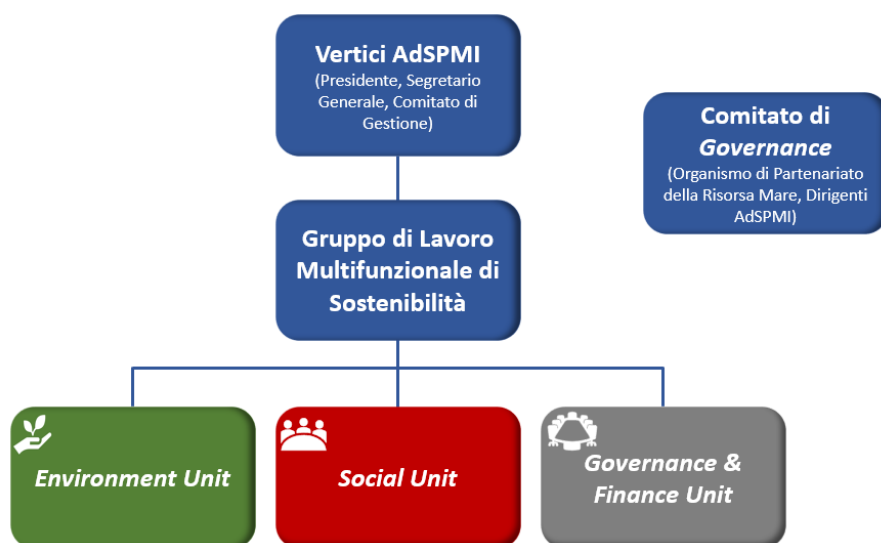 Vertici AdSPMI
(Presidente, Segretario
Generale, Comitato di
Gestione)
Comitato di
Governance
(Organismo di Partenariato
della Risorsa Mare, Dirigenti
AdSPMI)
Gruppo di Lavoro
Multifunzionale di
Sostenibilità
Environment Unit
Social Unit
Governance &
Finance Unit